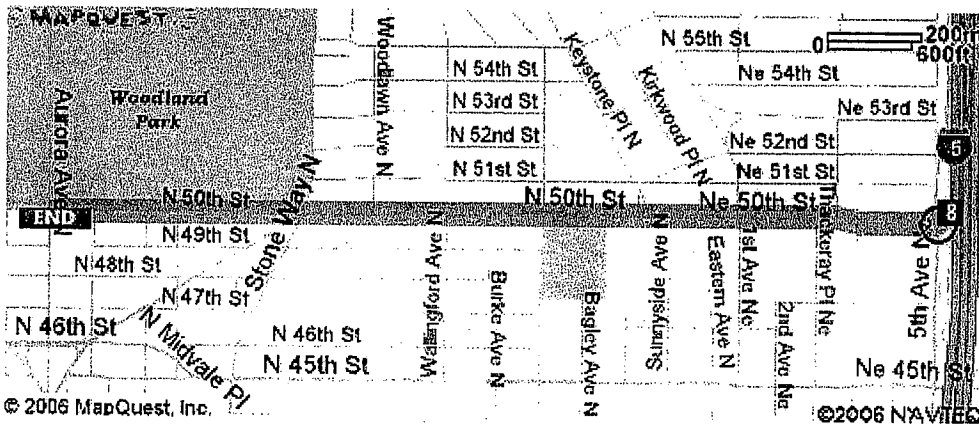 MAPQUEST.
200m
0
600ft
N 55th St
N 54th St
Ne 54th St
Woodlawn Ave N
Keystone Pl N
Kirkwood Pl N
Aurora Ave N
Woodland
Park
N 53rd St
Ne 53rd St
N 52nd St
Ne 52nd St
5
N 51st St
Ne 51st St
N 50th St
N 50th St
Ne 50th St
Stone Way N
Thackeray Pl Ne
END
8
N 49th St
N 48th St
N 47th St
Wallingford Ave N
Burke Ave N
Bagley Ave N
Sunnyside Ave N
Eastern Ave N
1st Ave Ne
2nd Ave Ne
5th Ave N
N 46th St
N Midvale Pl
N 46th St
N 45th St
Ne 45th St
© 2006 MapQuest, Inc.
©2006 NAVTEQ